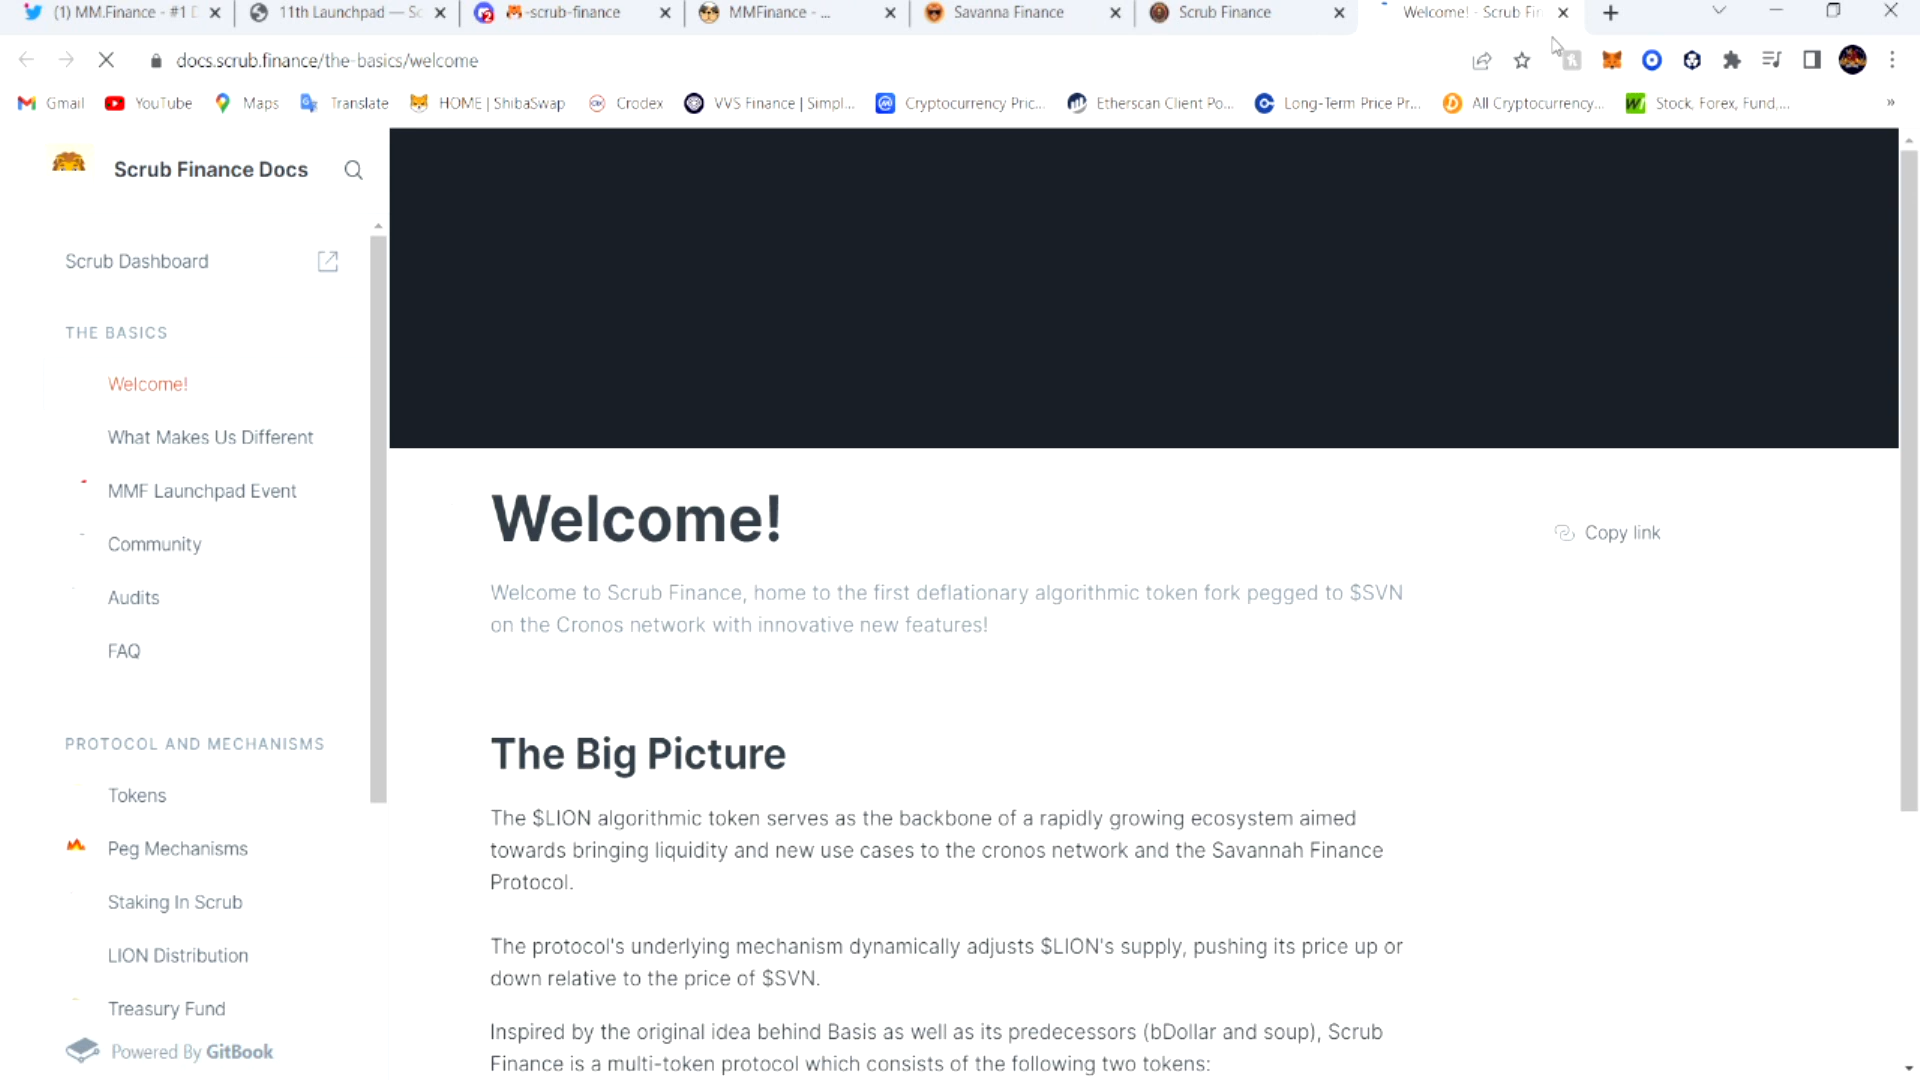 (1) MM.Finance - #1 D
11th Launchpad — Sc
-scrub-finance
MMFinance - ...
Savanna Finance
Scrub Finance
Welcome! - Scrub Fin
docs.scrub.finance/the-basics/welcome
Gmail
YouTube
Maps
Translate
HOME | ShibaSwap
Crodex
VVS Finance | Simpl...
Cryptocurrency Pric...
Etherscan Client Po...
Long-Term Price Pr...
All Cryptocurrency...
Stock, Forex, Fund,...
»
Scrub Finance Docs
Scrub Dashboard
THE BASICS
Welcome!
What Makes Us Different
MMF Launchpad Event
Community
Audits
FAQ
PROTOCOL AND MECHANISMS
Tokens
Peg Mechanisms
Staking In Scrub
LION Distribution
Treasury Fund
Powered By GitBook
Welcome!
Copy link
Welcome to Scrub Finance, home to the first deflationary algorithmic token fork pegged to $SVN
on the Cronos network with innovative new features!
The Big Picture
The $LION algorithmic token serves as the backbone of a rapidly growing ecosystem aimed
towards bringing liquidity and new use cases to the cronos network and the Savannah Finance
Protocol.
The protocol's underlying mechanism dynamically adjusts $LION's supply, pushing its price up or
down relative to the price of $SVN.
Inspired by the original idea behind Basis as well as its predecessors (bDollar and soup), Scrub
Finance is a multi-token protocol which consists of the following two tokens: